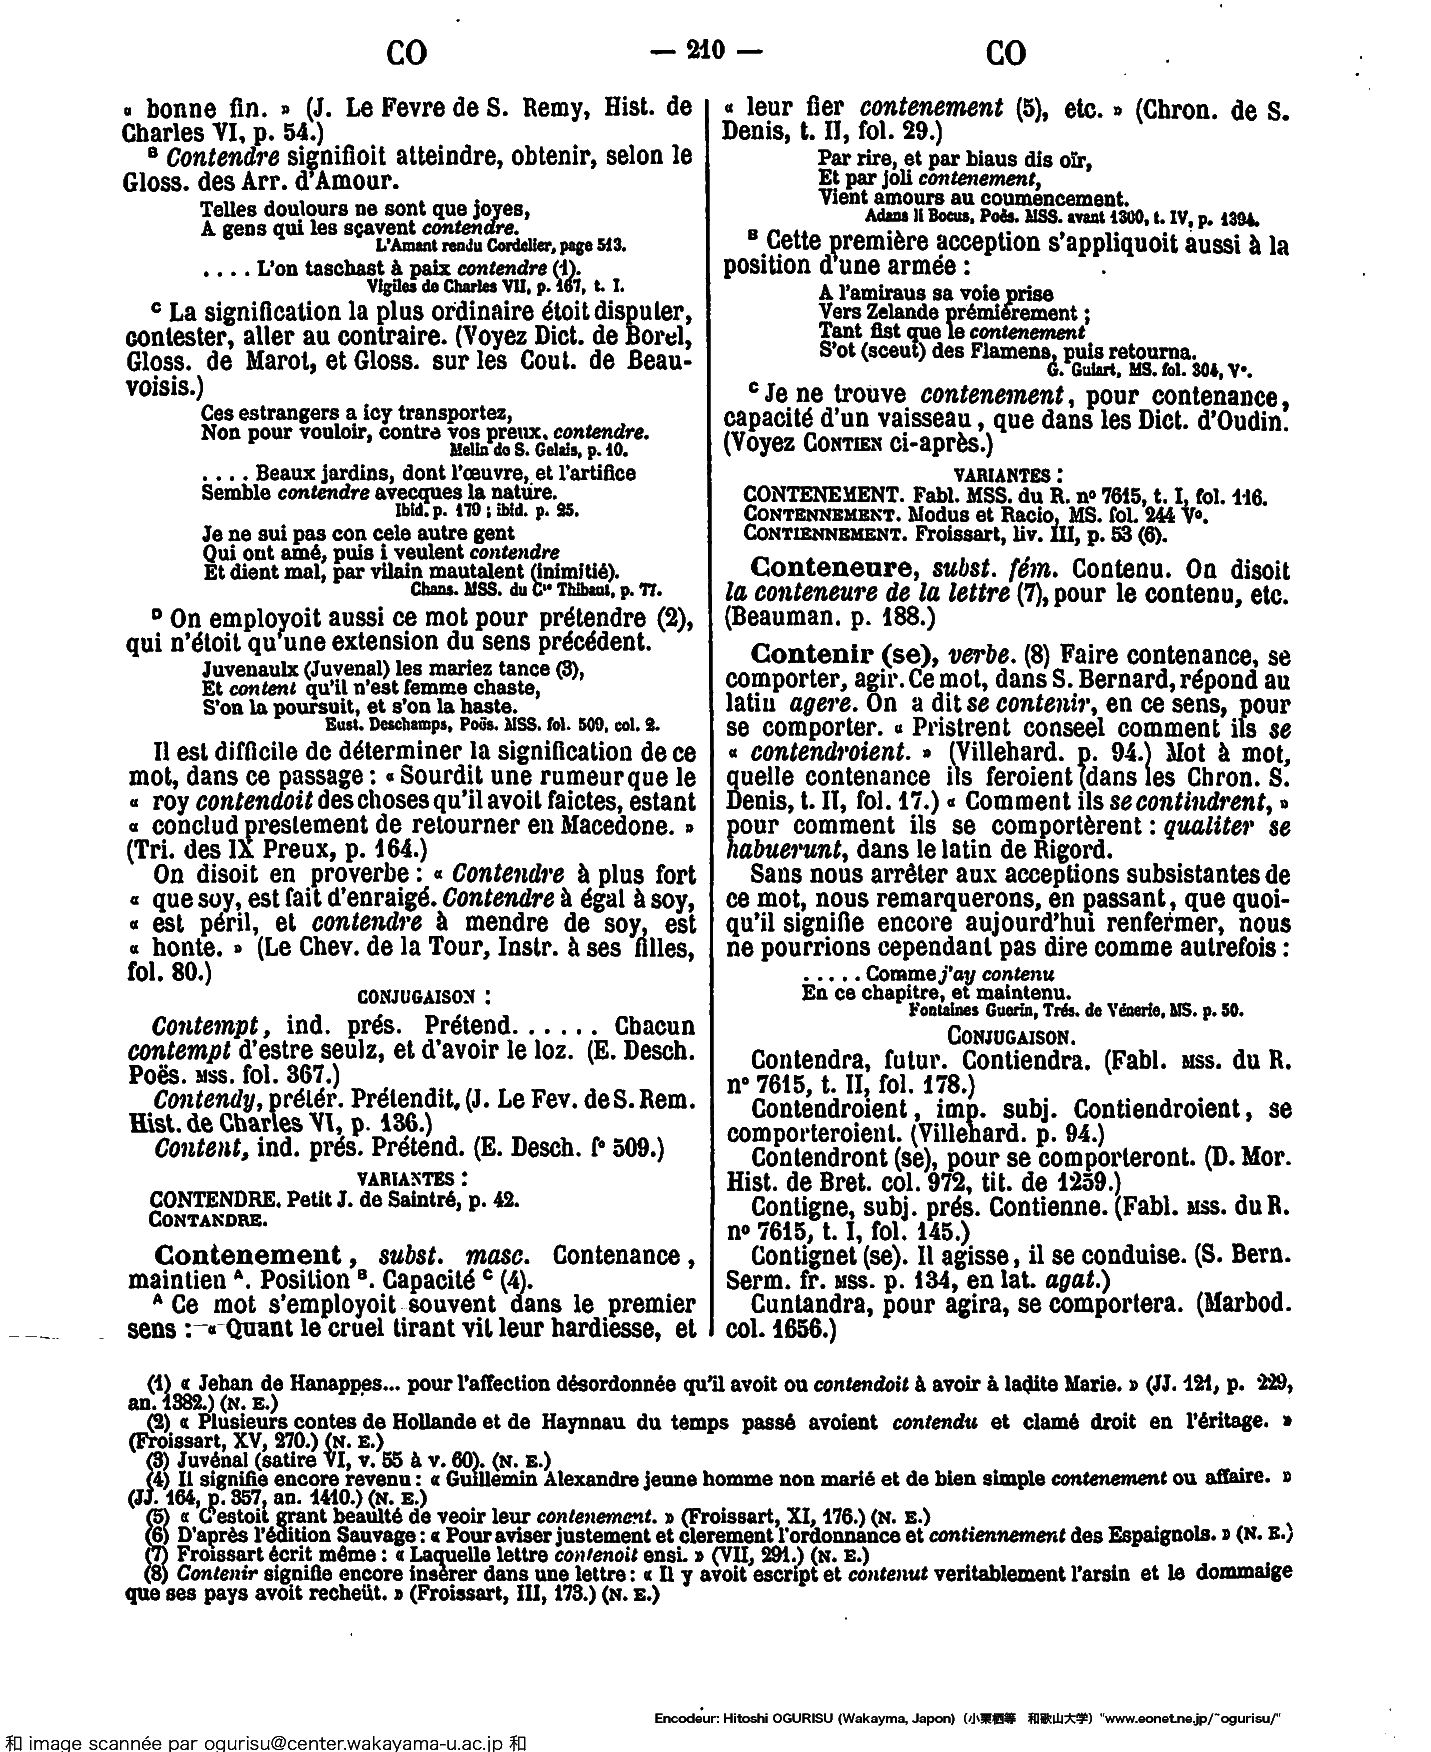 CO
— 210 —
CO
« bonne fin. » (J. Le Fevre de S. Remy, Hist. de
Charles VI, p. 54.)
B Contendre signifioit atteindre, obtenir, selon le
Gloss. des Arr. d'Amour.
Telles doulours ne sont que joyes,
A gens qui les sçavent contendre.
L'Amant rendu Cordelier, page 513.
.... L'on taschast à paix contendre (1).
Vigiles de Charles VII, p. 167, t. I.
C La signification la plus ordinaire étoit disputer,
contester, aller au contraire. (Voyez Dict. de Borel,
Gloss. de Marot, et Gloss. sur les Cout. de Beau-
voisis.)
Ces estrangers a icy transportez,
Non pour vouloir, contre vos preux, contendre.
Melin de S. Gelais, p. 10.
.... Beaux jardins, dont l'œuvre, et l'artifice
Semble contendre avecques la nature.
Ibid. p. 179 ; ibid. p. 25.
Je ne sui pas con cele autre gent
Qui ont amé, puis i veulent contendre
Et dient mal, par vilain mautalent (inimitié).
Chans. MSS. du Cte Thibaut, p. 77.
D On employoit aussi ce mot pour prétendre (2),
qui n'étoit qu'une extension du sens précédent.
Juvenaulx (Juvenal) les mariez tance (3),
Et content qu'il n'est femme chaste,
S'on la poursuit, et s'on la haste.
Eust. Deschamps, Poës. MSS. fol. 509, col. 2.
Il est difficile de déterminer la signification de ce
mot, dans ce passage : « Sourdit une rumeur que le
« roy contendoit des choses qu'il avoit faictes, estant
« conclud prestement de retourner en Macedone. »
(Tri. des IX Preux, p. 164.)
On disoit en proverbe : « Contendre à plus fort
« que soy, est fait d'enraigé. Contendre à égal à soy,
« est péril, et contendre à mendre de soy, est
« honte. » (Le Chev. de la Tour, Instr. à ses filles,
fol. 80.)
CONJUGAISON :
Contempt, ind. prés. Prétend...... Chacun
contempt d'estre seulz, et d'avoir le loz. (E. Desch.
Poës. MSS. fol. 367.)
Contendy, prétér. Prétendit. (J. Le Fev. de S. Rem.
Hist. de Charles VI, p. 136.)
Content, ind. prés. Prétend. (E. Desch. f° 509.)
VARIANTES :
CONTENDRE. Petit J. de Saintré, p. 42.
CONTANDRE.
Contenement, subst. masc. Contenance,
maintien A. Position B. Capacité C (4).
A Ce mot s'employoit souvent dans le premier
sens : « Quant le cruel tirant vit leur hardiesse, et
« leur fier contenement (5), etc. » (Chron. de S.
Denis, t. II, fol. 29.)
Par rire, et par biaus dis oïr,
Et par joli contenement,
Vient amours au coumencement.
Adans li Bocus, Poës. MSS. avant 1300, t. IV, p. 1394.
B Cette première acception s'appliquoit aussi à la
position d'une armée :
A l'amiraus sa voie prise
Vers Zelande prémiérement ;
Tant fist que le contenement
S'ot (sceut) des Flamens, puis retourna.
G. Guiart, MS. fol. 304, V°.
C Je ne trouve contenement, pour contenance,
capacité d'un vaisseau, que dans les Dict. d'Oudin.
(Voyez CONTIEN ci-après.)
VARIANTES :
CONTENEMENT. Fabl. MSS. du R. n° 7615, t. I, fol. 116.
CONTENNEMENT. Modus et Racio, MS. fol. 244 V°.
CONTIENNEMENT. Froissart, liv. III, p. 53 (6).
Conteneure, subst. fém. Contenu. On disoit
la conteneure de la lettre (7), pour le contenu, etc.
(Beauman. p. 188.)
Contenir (se), verbe. (8) Faire contenance, se
comporter, agir. Ce mot, dans S. Bernard, répond au
latin agere. On a dit se contenir, en ce sens, pour
se comporter. « Pristrent conseel comment ils se
« contendroient. » (Villehard. p. 94.) Mot à mot,
quelle contenance ils feroient (dans les Chron. S.
Denis, t. II, fol. 17.) « Comment ils se contindrent, »
pour comment ils se comportèrent : qualiter se
habuerunt, dans le latin de Rigord.
Sans nous arrêter aux acceptions subsistantes de
ce mot, nous remarquerons, en passant, que quoi-
qu'il signifie encore aujourd'hui renfermer, nous
ne pourrions cependant pas dire comme autrefois :
..... Comme j'ay contenu
En ce chapitre, et maintenu.
Fontaines Guerin, Trés. de Vénerie, MS. p. 50.
CONJUGAISON.
Contendra, futur. Contiendra. (Fabl. MSS. du R.
n° 7615, t. II, fol. 178.)
Contendroient, imp. subj. Contiendroient, se
comporteroient. (Villehard. p. 94.)
Contendront (se), pour se comporteront. (D. Mor.
Hist. de Bret. col. 972, tit. de 1259.)
Contigne, subj. prés. Contienne. (Fabl. MSS. du R.
n° 7615, t. I, fol. 145.)
Contignet (se). Il agisse, il se conduise. (S. Bern.
Serm. fr. MSS. p. 134, en lat. agat.)
Cuntandra, pour agira, se comportera. (Marbod.
col. 1656.)
(1) « Jehan de Hanappes... pour l'affection désordonnée qu'il avoit ou contendoit à avoir à ladite Marie. » (JJ. 121, p. 229,
an. 1382.) (N. E.)
(2) « Plusieurs contes de Hollande et de Haynnau du temps passé avoient contendu et clamé droit en l'éritage. »
(Froissart, XV, 270.) (N. E.)
(3) Juvénal (satire VI, v. 55 à v. 60). (N. E.)
(4) Il signifie encore revenu : « Guillemin Alexandre jeune homme non marié et de bien simple contenement ou affaire. »
(JJ. 164, p. 357, an. 1410.) (N. E.)
(5) « C'estoit grant beaulté de veoir leur contenement. » (Froissart, XI, 176.) (N. E.)
(6) D'après l'édition Sauvage : « Pour aviser justement et clerement l'ordonnance et contiennement des Espaignols. » (N. E.)
(7) Froissart écrit même : « Laquelle lettre contenoit ensi. » (VII, 291.) (N. E.)
(8) Contenir signifie encore insérer dans une lettre : « Il y avoit escript et contenut veritablement l'arsin et le dommaige
que ses pays avoit recheüt. » (Froissart, III, 173.) (N. E.)
Encodeur: Hitoshi OGURISU (Wakayma, Japon) (小栗栖等 和歌山大学) "www.eonet.ne.jp/~ogurisu/"
和 image scannée par ogurisu@center.wakayama-u.ac.jp 和